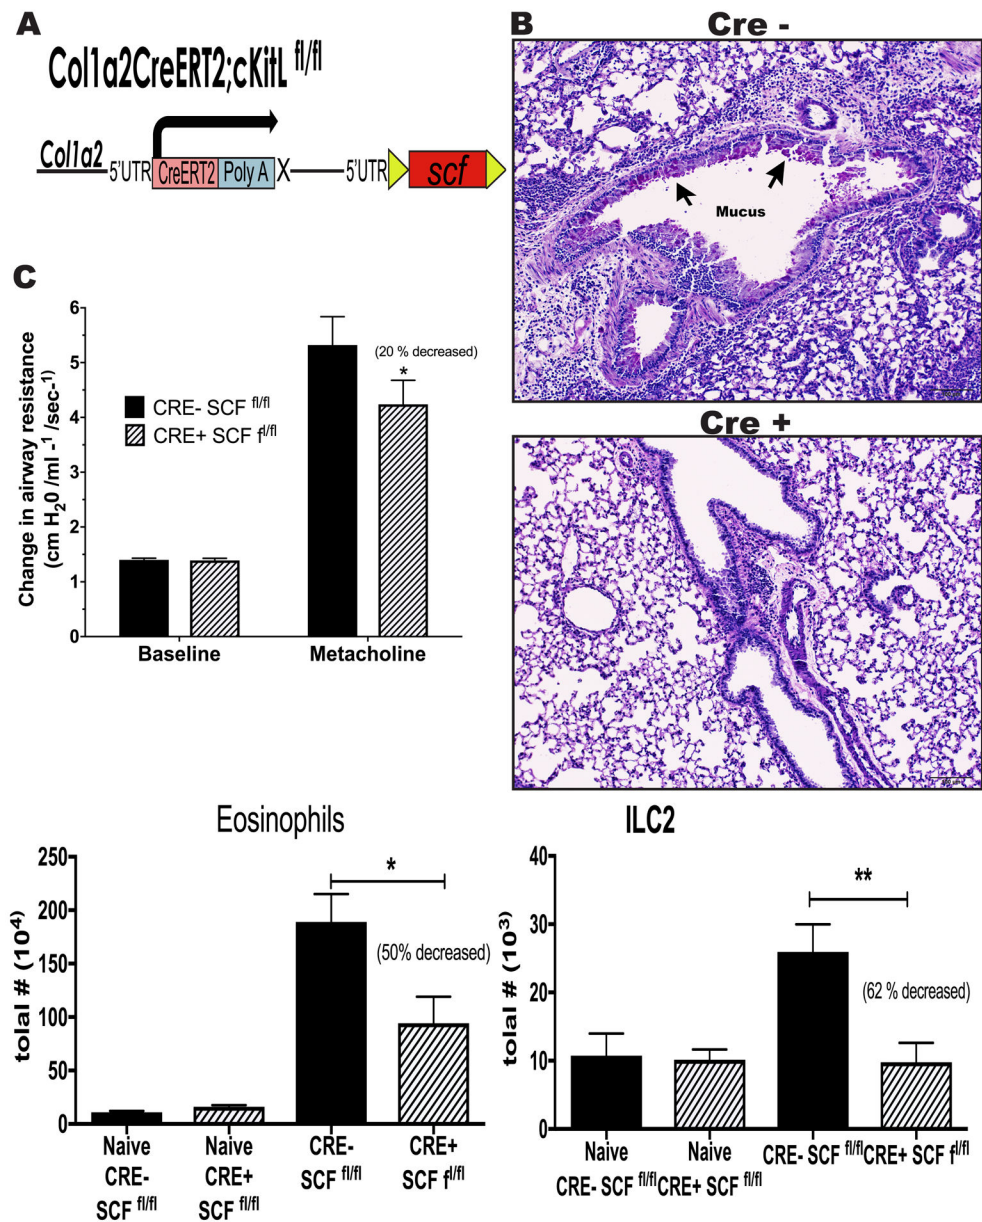 A
Col1a2CreERT2;cKitL fl/fl
Col1a2
5'UTR
CreERT2
Poly A
X
5'UTR
scf
B
Cre -
Mucus
Cre +
C
6
5
4
3
2
1
0
Change in airway resistance
(cm H20 /ml -1 /sec-1)
CRE- SCF fl/fl
CRE+ SCF fl/fl
(20 % decreased)
*
Baseline
Metacholine
Eosinophils
250
200
150
100
50
0
tolal # (10^4)
*
(50% decreased)
Naive
CRE-
SCF fl/fl
Naive
CRE+
SCF fl/fl
CRE-
SCF fl/fl
CRE+
SCF fl/fl
ILC2
40
30
20
10
0
tolal # (10^3)
**
(62 % decreased)
Naive
CRE- SCF fl/fl
Naive
CRE+ SCF fl/fl
CRE- SCF fl/fl
CRE+ SCF fl/fl